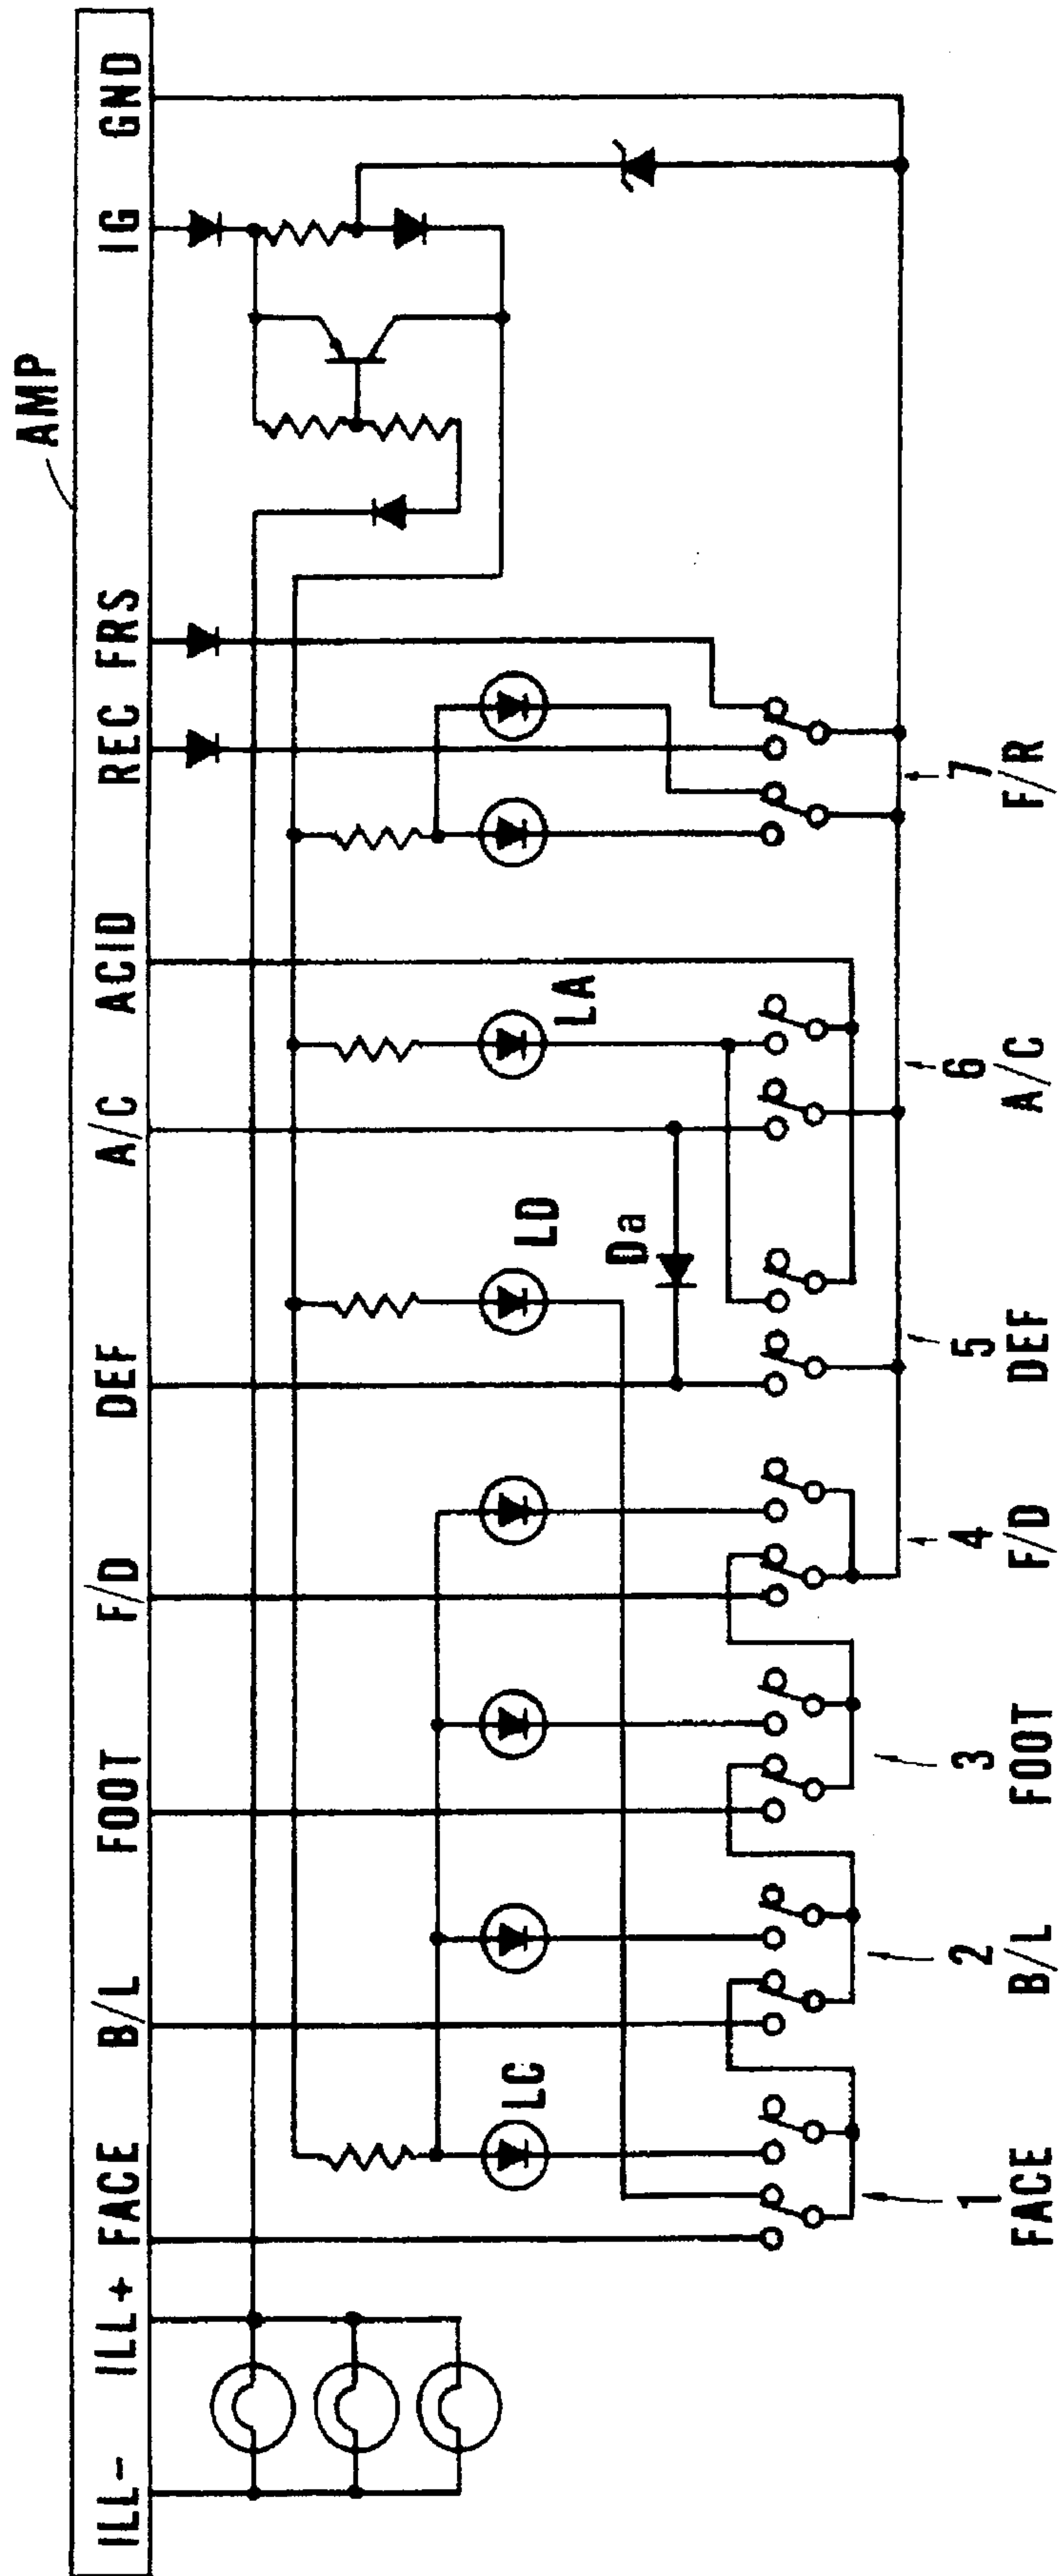 AMP
ILL- ILL+ FACE B/L FOOT F/D DEF A/C ACID REC FRS IG GND
LC
LD
Da
LA
1 2 3 4 5 6 7
FACE B/L FOOT F/D DEF A/C F/R